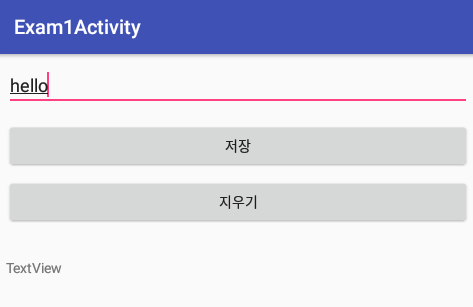 Exam1Activity
hello
저장
지우기
TextView